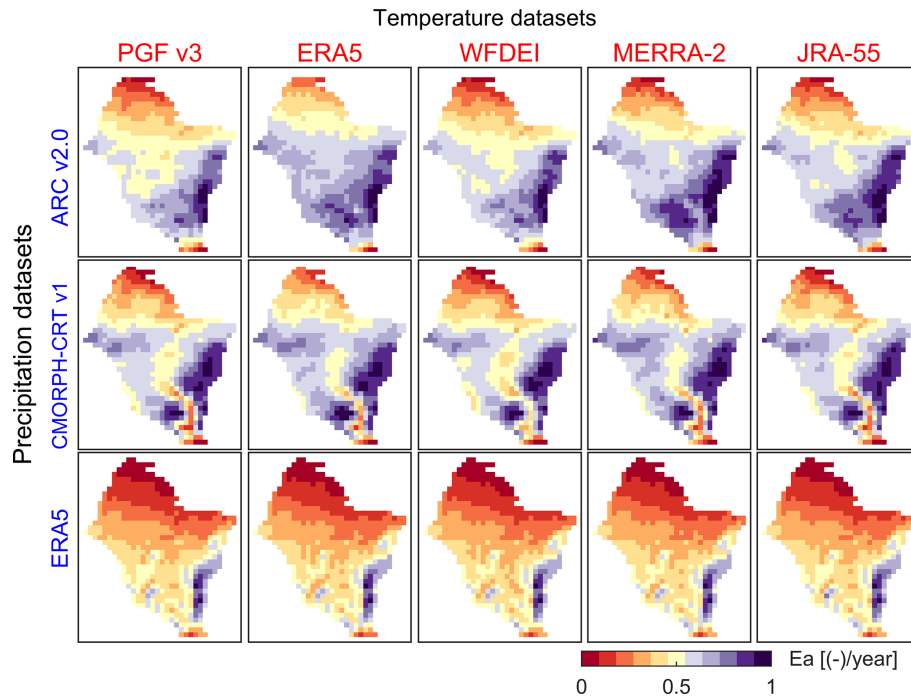 Temperature datasets
PGF v3 ERA5 WFDEI MERRA-2 JRA-55
Precipitation datasets
ARC v2.0
CMORPH-CRT v1
ERA5
Ea [(-)/year]
0 0.5 1